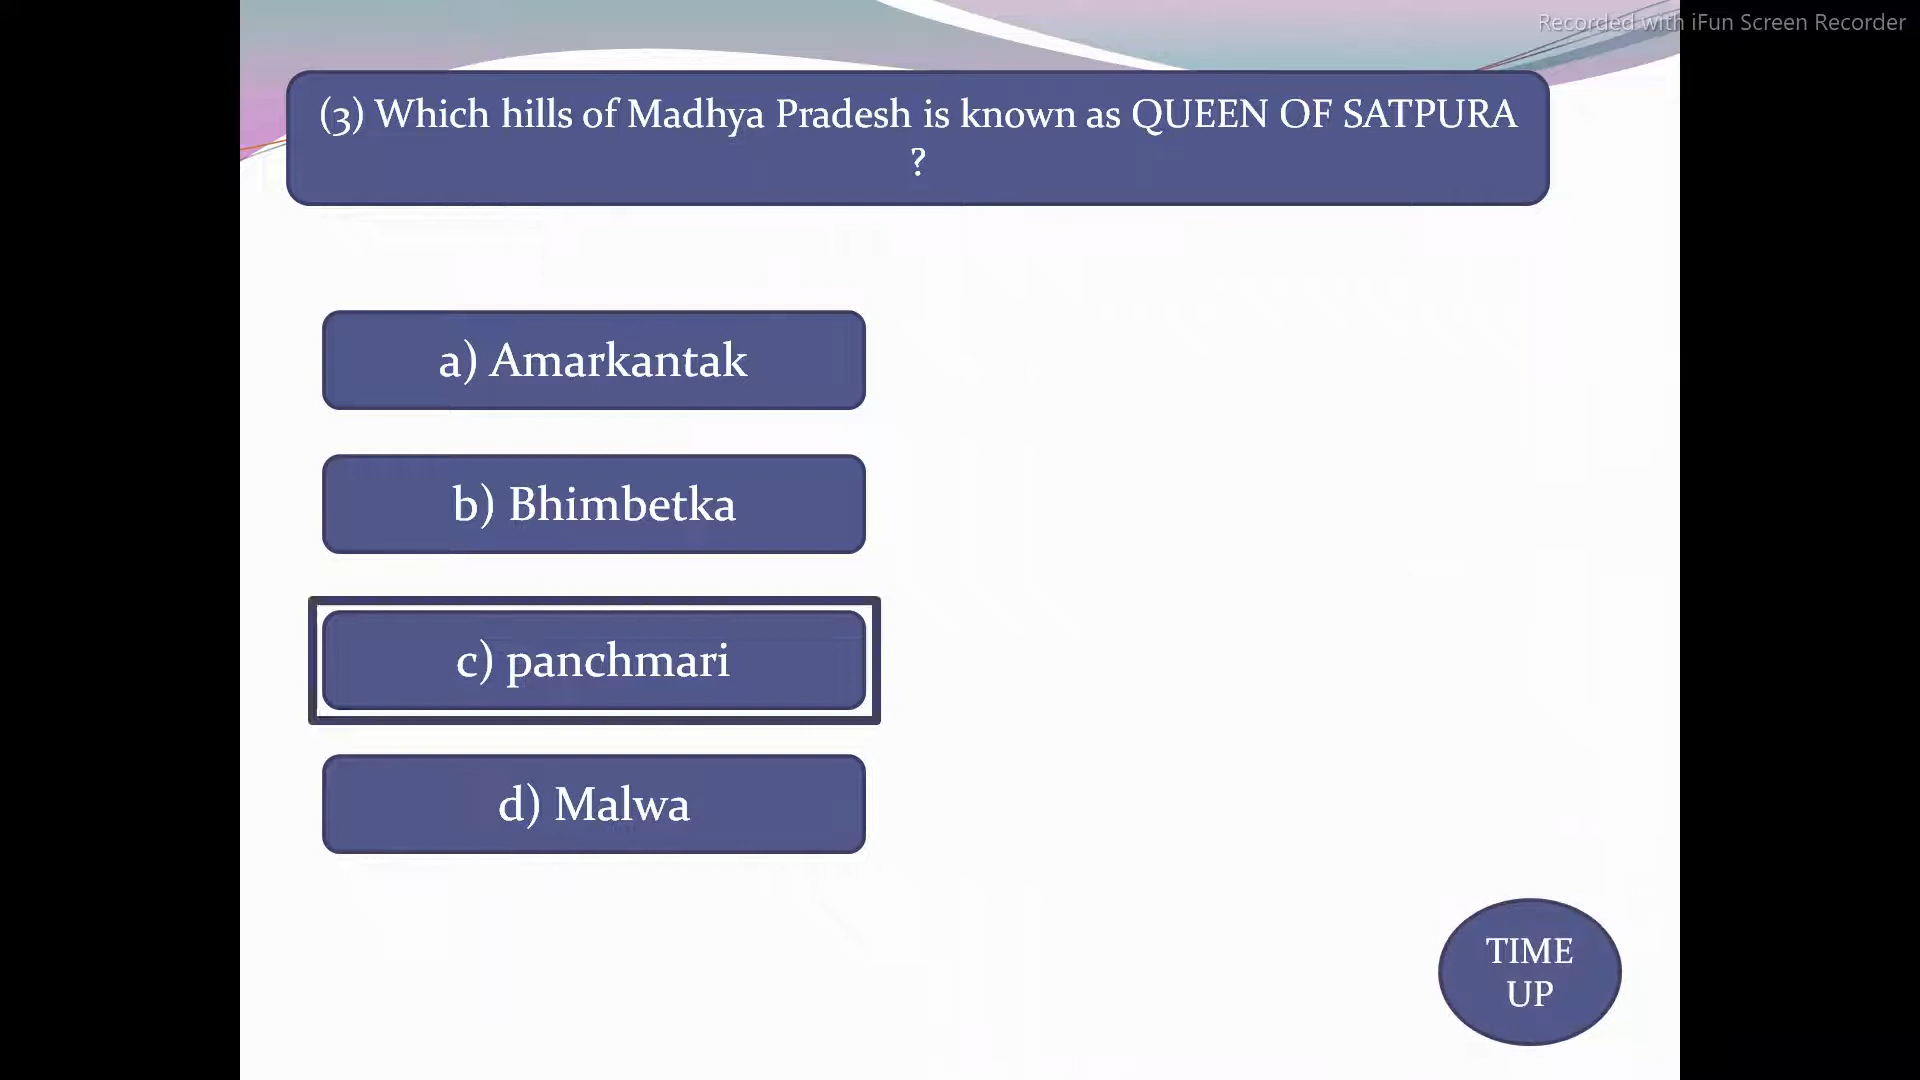 Recorded with iFun Screen Recorder
(3) Which hills of Madhya Pradesh is known as QUEEN OF SATPURA
?
a) Amarkantak
b) Bhimbetka
c) panchmari
d) Malwa
TIME
UP